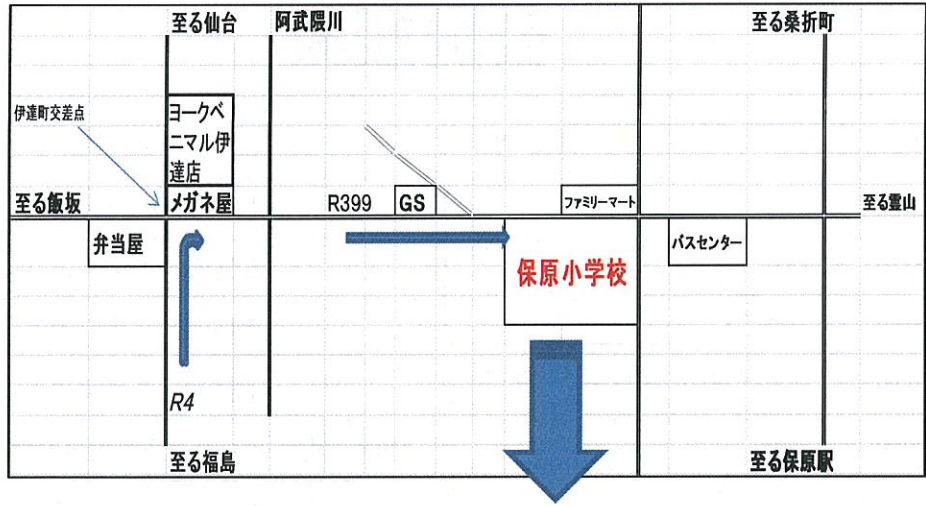 至る仙台
阿武隈川
至る桑折町
伊達町交差点
ヨークベ
ニマル伊
達店
至る飯坂
メガネ屋
R399
GS
ファミリーマート
至る霊山
弁当屋
保原小学校
バスセンター
R4
至る福島
至る保原駅